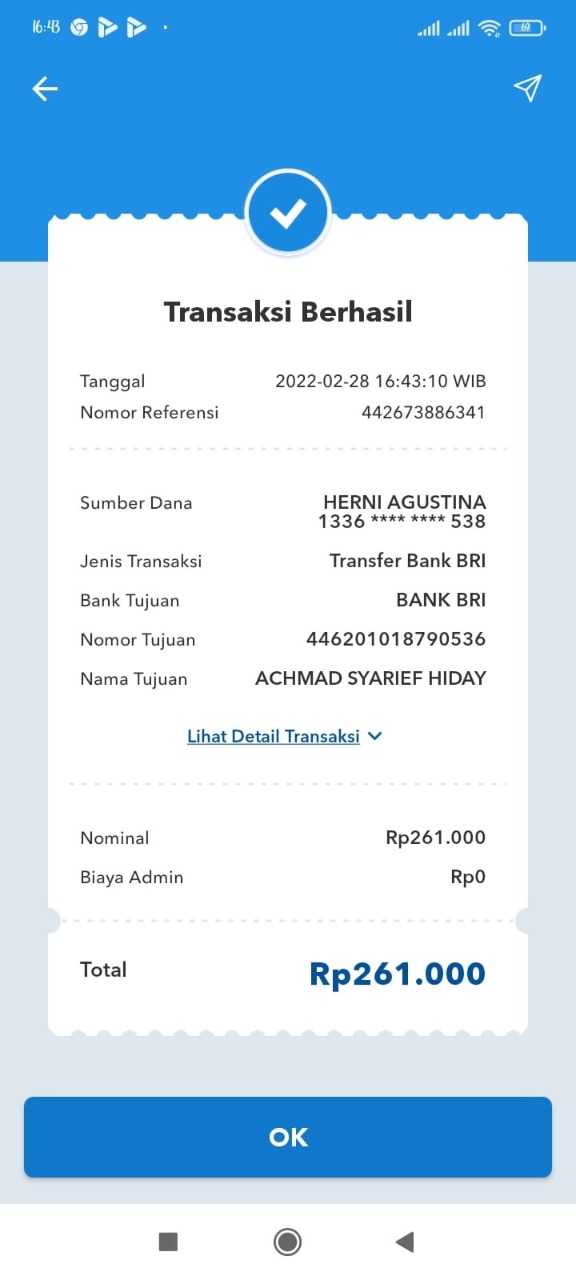 16:43
69
Transaksi Berhasil
Tanggal 2022-02-28 16:43:10 WIB
Nomor Referensi 442673886341
Sumber Dana HERNI AGUSTINA
1336 **** **** 538
Jenis Transaksi Transfer Bank BRI
Bank Tujuan BANK BRI
Nomor Tujuan 446201018790536
Nama Tujuan ACHMAD SYARIEF HIDAY
Lihat Detail Transaksi
Nominal Rp261.000
Biaya Admin Rp0
Total Rp261.000
OK